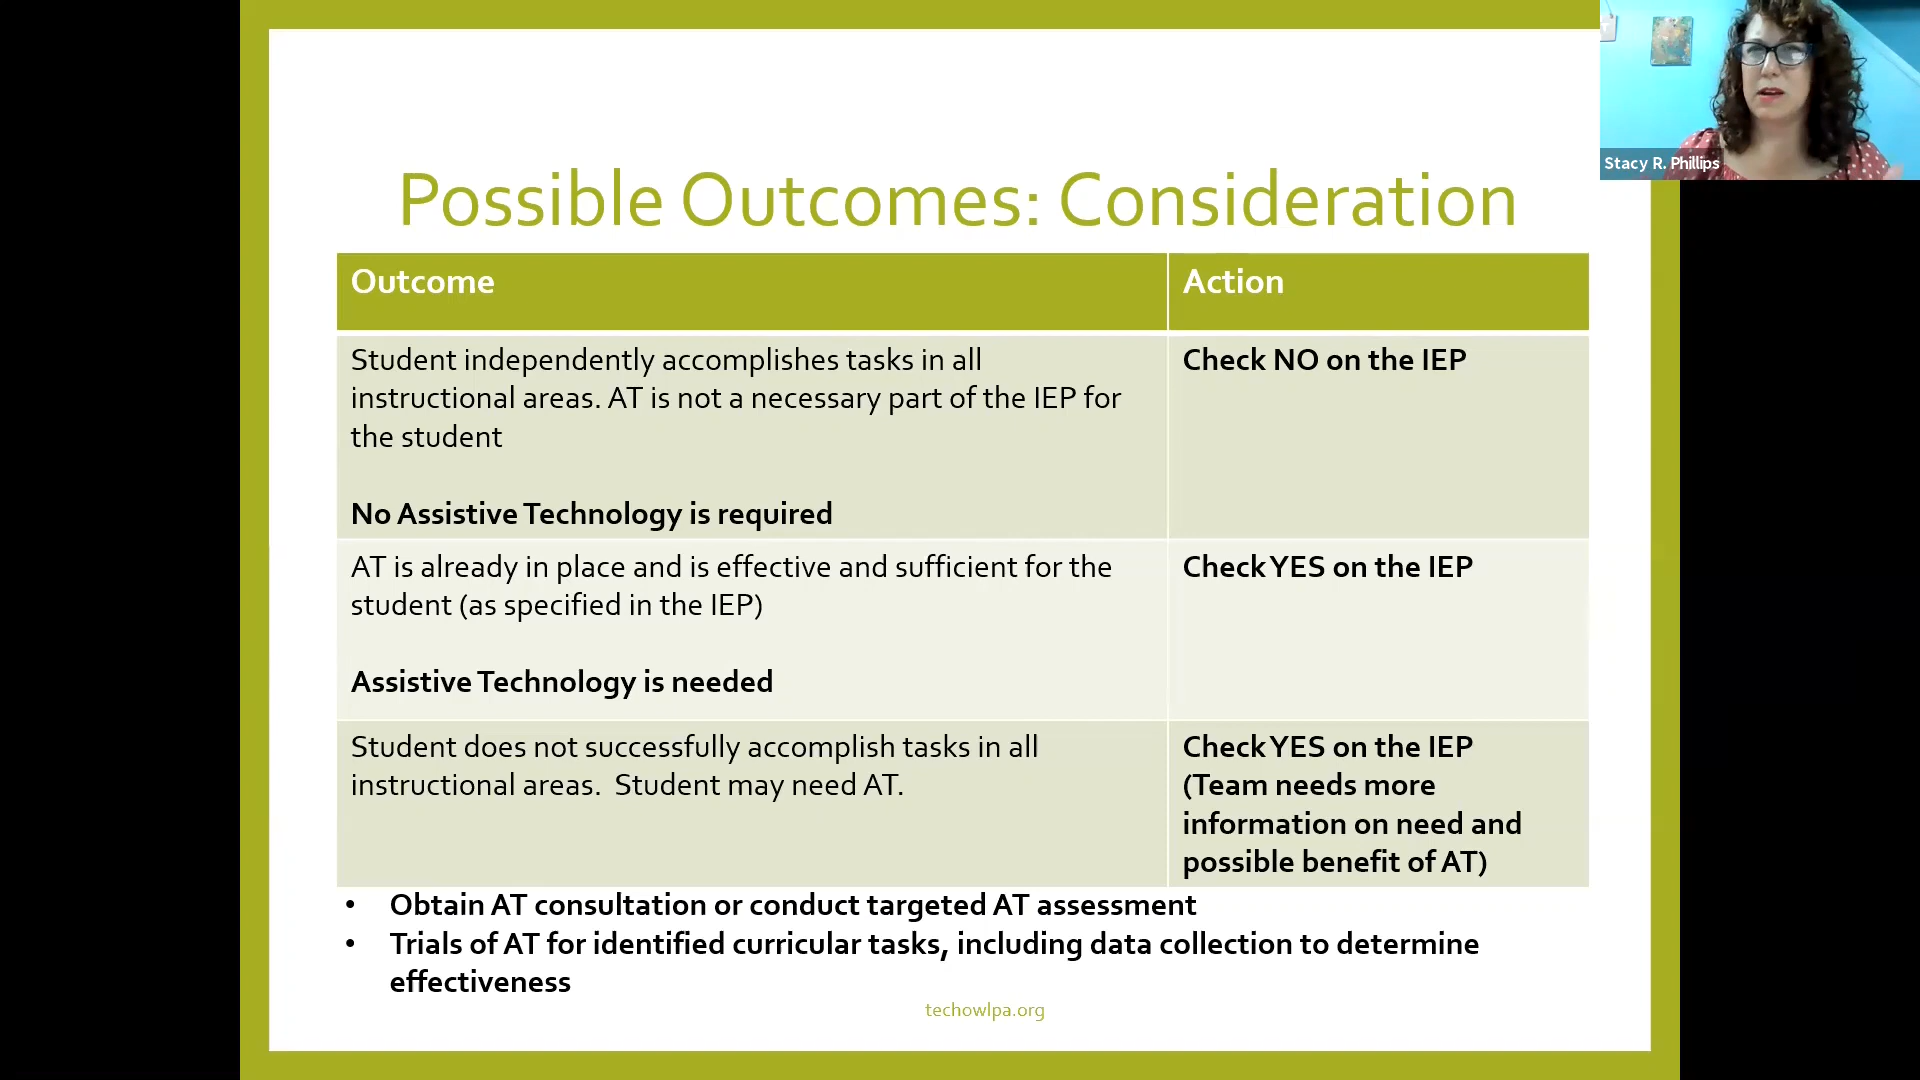 Stacy R. Phillips
Possible Outcomes: Consideration
Outcome
Action
Student independently accomplishes tasks in all
instructional areas. AT is not a necessary part of the IEP for
the student
No Assistive Technology is required
Check NO on the IEP
AT is already in place and is effective and sufficient for the
student (as specified in the IEP)
Assistive Technology is needed
Check YES on the IEP
Student does not successfully accomplish tasks in all
instructional areas.  Student may need AT.
Check YES on the IEP
(Team needs more
information on need and
possible benefit of AT)
• Obtain AT consultation or conduct targeted AT assessment
• Trials of AT for identified curricular tasks, including data collection to determine
effectiveness
techowlpa.org